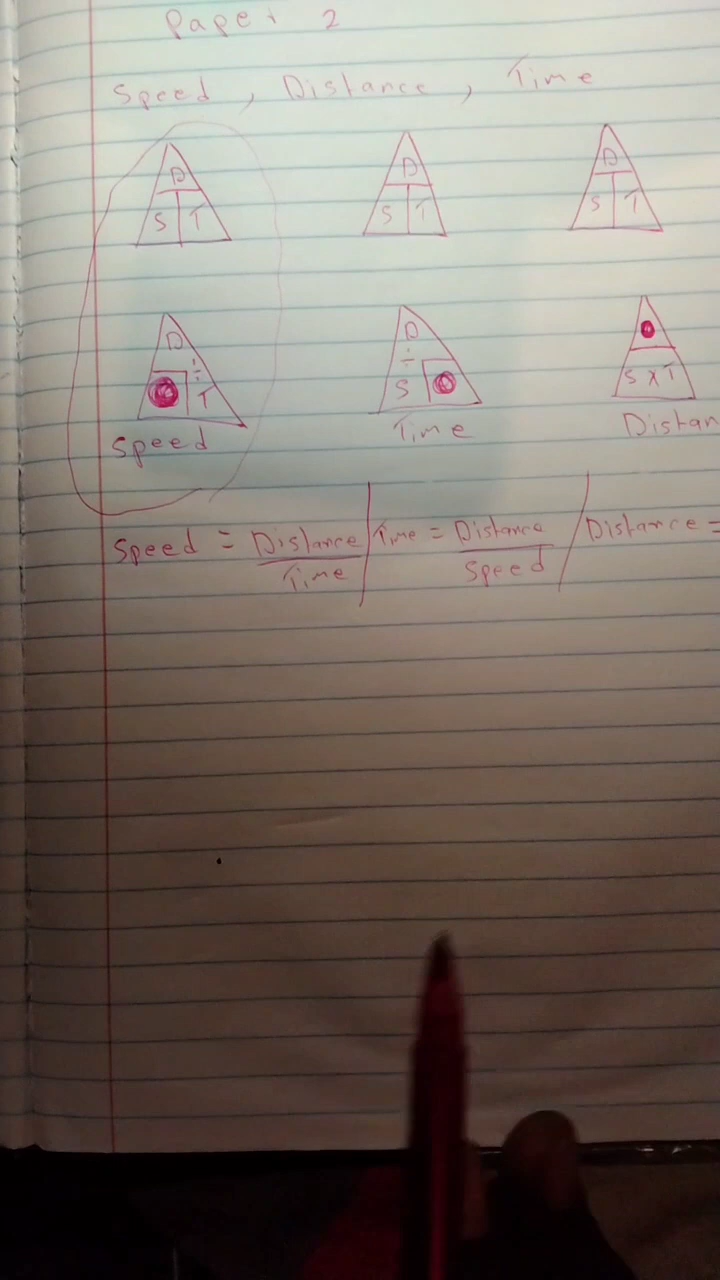 Paper 2
Speed, Distance, Time
D D D
S T S T S T
D ÷ T D ÷ S S x T
Speed Time Distan
Speed = Distance / Time = Distance / Distance =
Time Speed